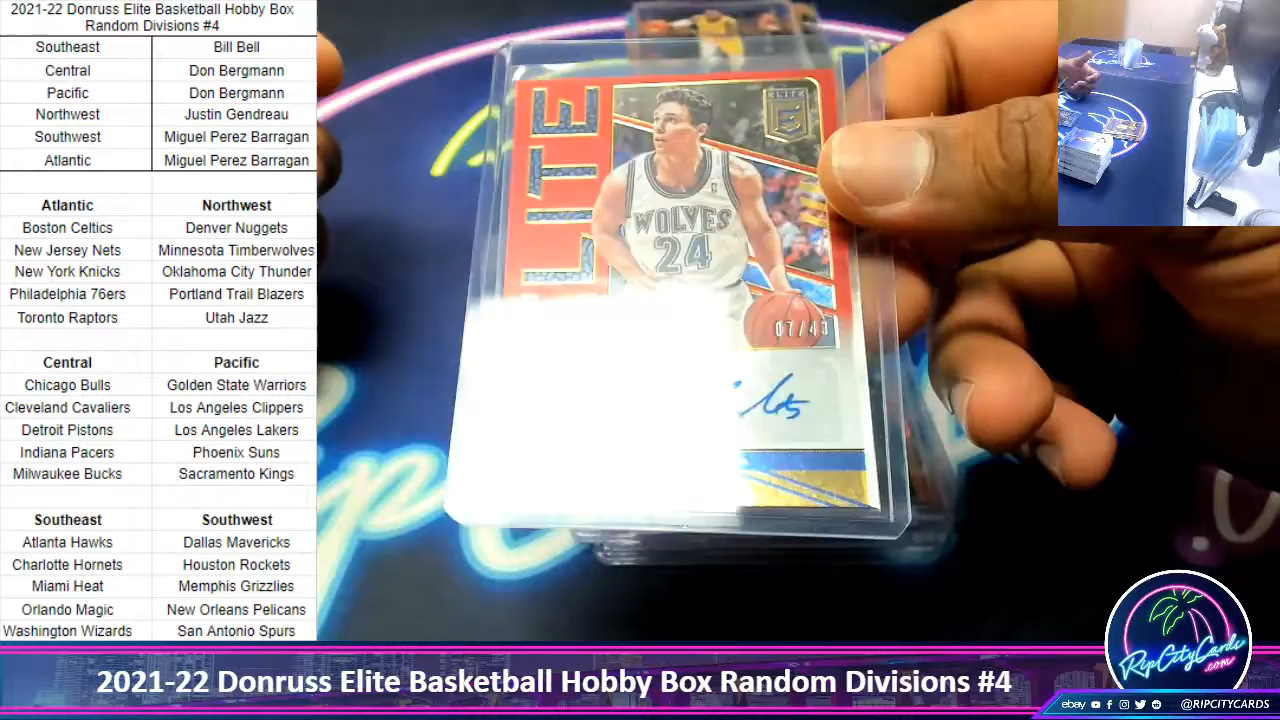 2021-22 Donruss Elite Basketball Hobby Box
Random Divisions #4
Southeast Bill Bell
Central Don Bergmann
Pacific Don Bergmann
Northwest Justin Gendreau
Southwest Miguel Perez Barragan
Atlantic Miguel Perez Barragan
Atlantic Northwest
Boston Celtics Denver Nuggets
New Jersey Nets Minnesota Timberwolves
New York Knicks Oklahoma City Thunder
Philadelphia 76ers Portland Trail Blazers
Toronto Raptors Utah Jazz
Central Pacific
Chicago Bulls Golden State Warriors
Cleveland Cavaliers Los Angeles Clippers
Detroit Pistons Los Angeles Lakers
Indiana Pacers Phoenix Suns
Milwaukee Bucks Sacramento Kings
Southeast Southwest
Atlanta Hawks Dallas Mavericks
Charlotte Hornets Houston Rockets
Miami Heat Memphis Grizzlies
Orlando Magic New Orleans Pelicans
Washington Wizards San Antonio Spurs
ELITE
ELITE
E
WOLVES
24
RipCityCards
.com
2021-22 Donruss Elite Basketball Hobby Box Random Divisions #4
ebay @RIPCITYCARDS